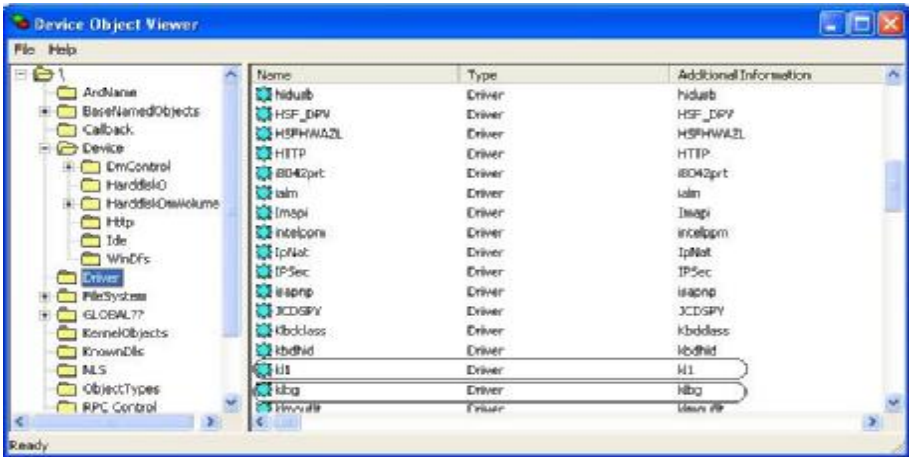 Device Object Viewer
File Help
\
ArcName
BaseNamedObjects
Callback
Device
DmControl
Harddisk0
HarddiskDmVolume
Http
Ide
WinDfs
Driver
FileSystem
GLOBAL??
KernelObjects
KnownDlls
NLS
ObjectTypes
RPC Control
Name Type Additional Information
hidusb Driver hidusb
HSF_DPV Driver HSF_DPV
HSFHWAZL Driver HSFHWAZL
HTTP Driver HTTP
i8042prt Driver i8042prt
ialm Driver ialm
Imapi Driver Imapi
intelppm Driver intelppm
IpNat Driver IpNat
IPSec Driver IPSec
isapnp Driver isapnp
JCDSPY Driver JCDSPY
Kbdclass Driver Kbdclass
kbdhid Driver kbdhid
kl1 Driver kl1
klbg Driver klbg
Driver
Ready